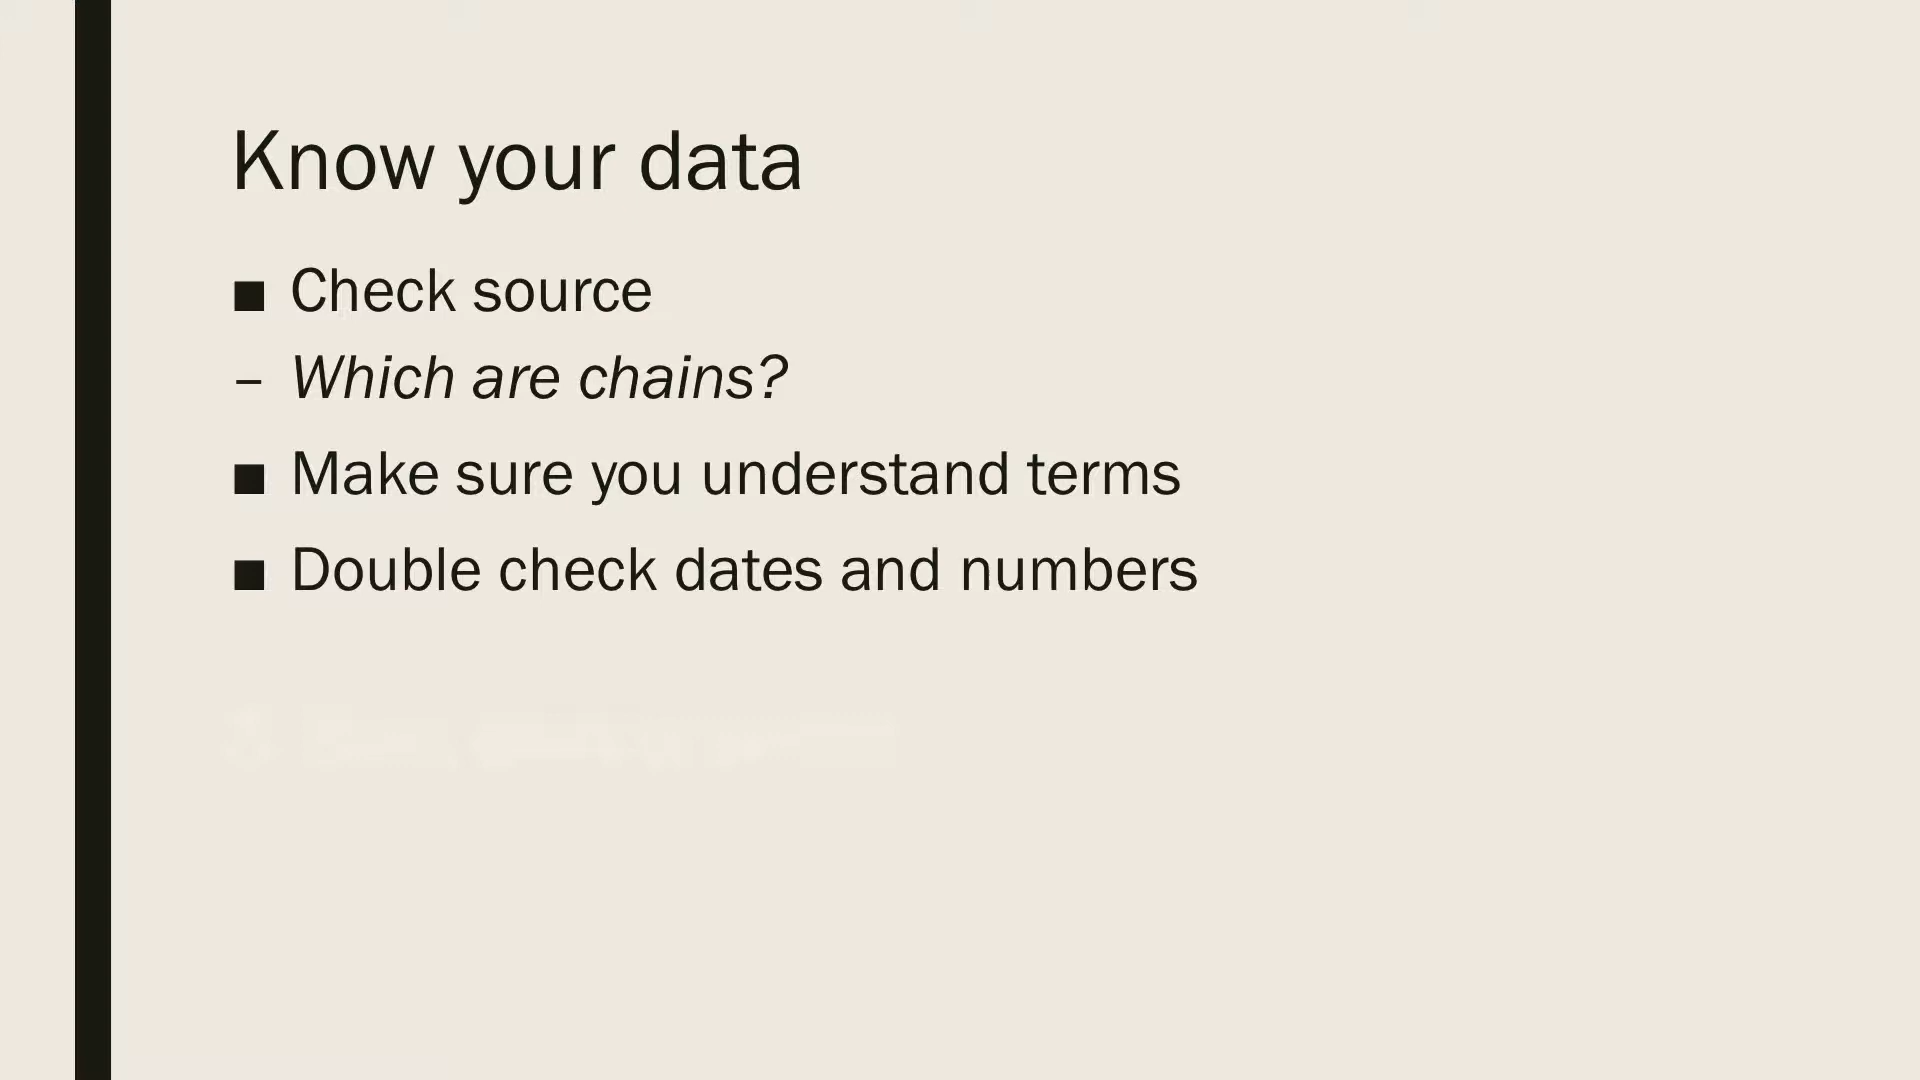 Know your data
■ Check source
– Which are chains?
■ Make sure you understand terms
■ Double check dates and numbers